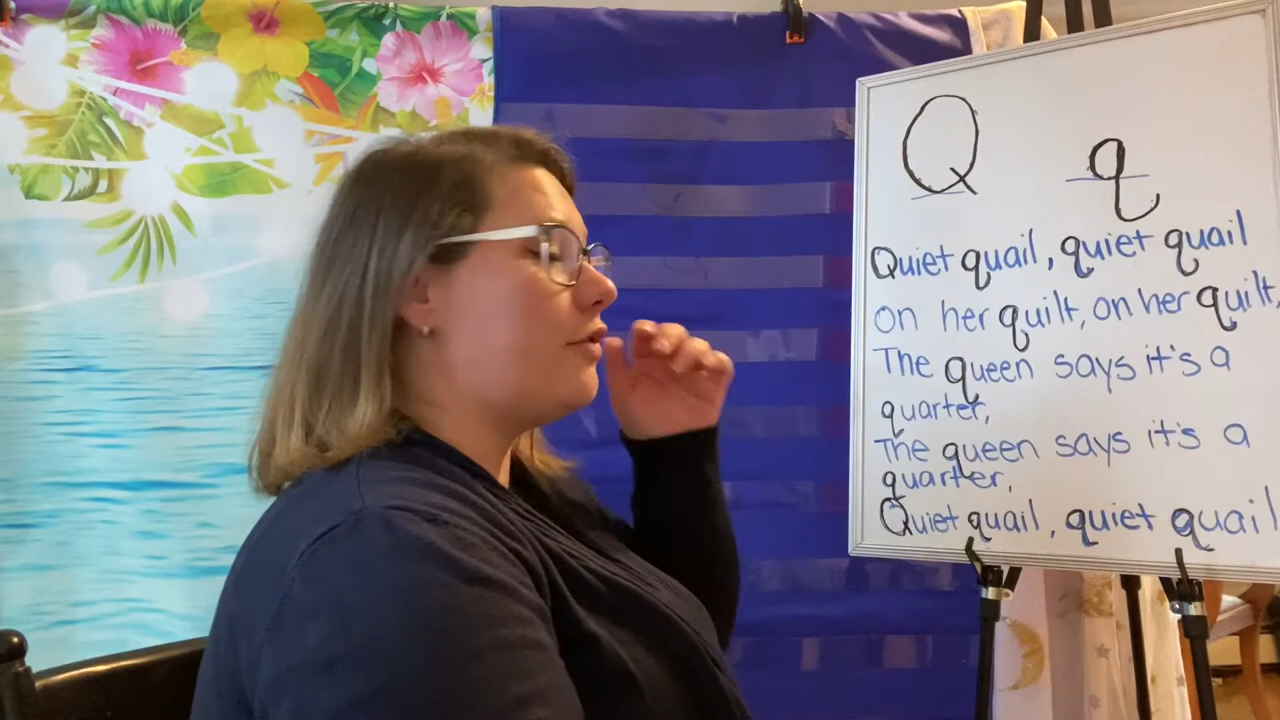 Q q
Quiet quail, quiet quail
on her quilt, on her quilt,
The queen says it's a
quarter,
The queen says it's a
quarter,
Quiet quail, quiet quail